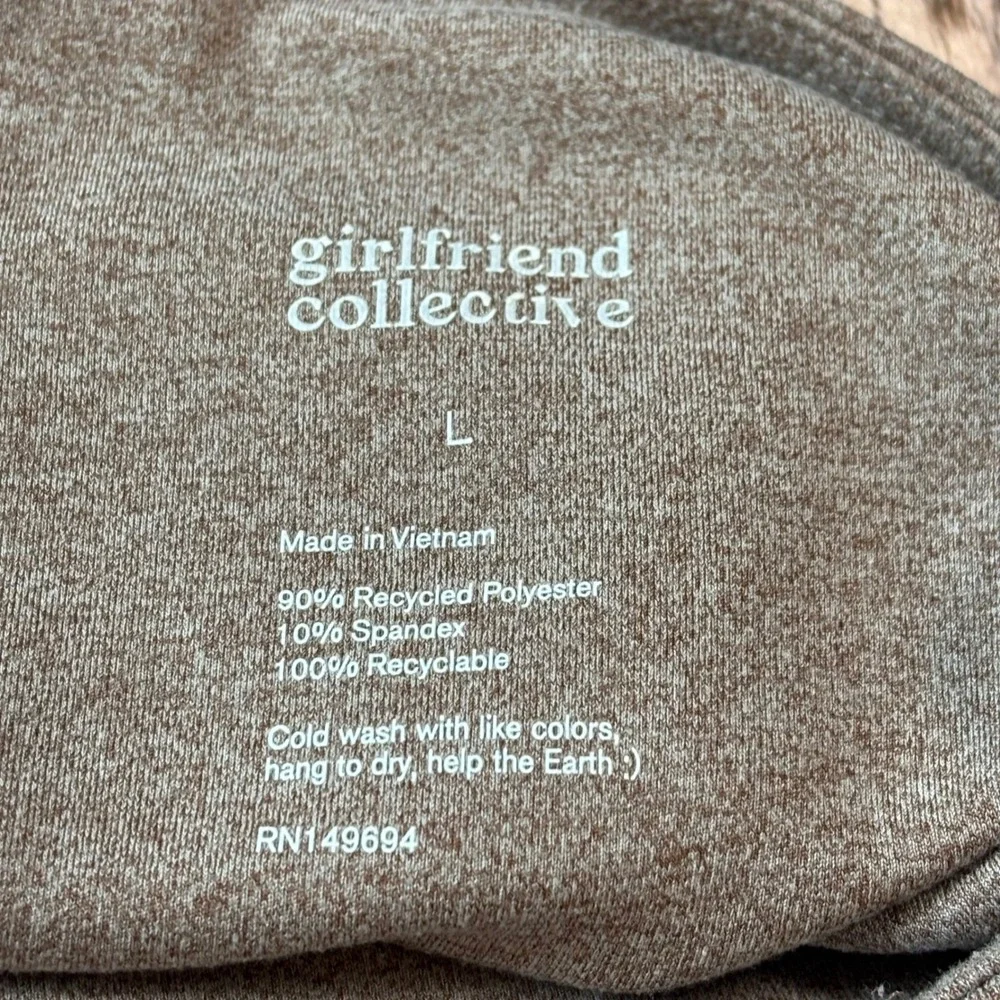 girlfriend
collective
L
Made in Vietnam
90% Recycled Polyester
10% Spandex
100% Recyclable
Cold wash with like colors,
hang to dry, help the Earth :)
RN149694